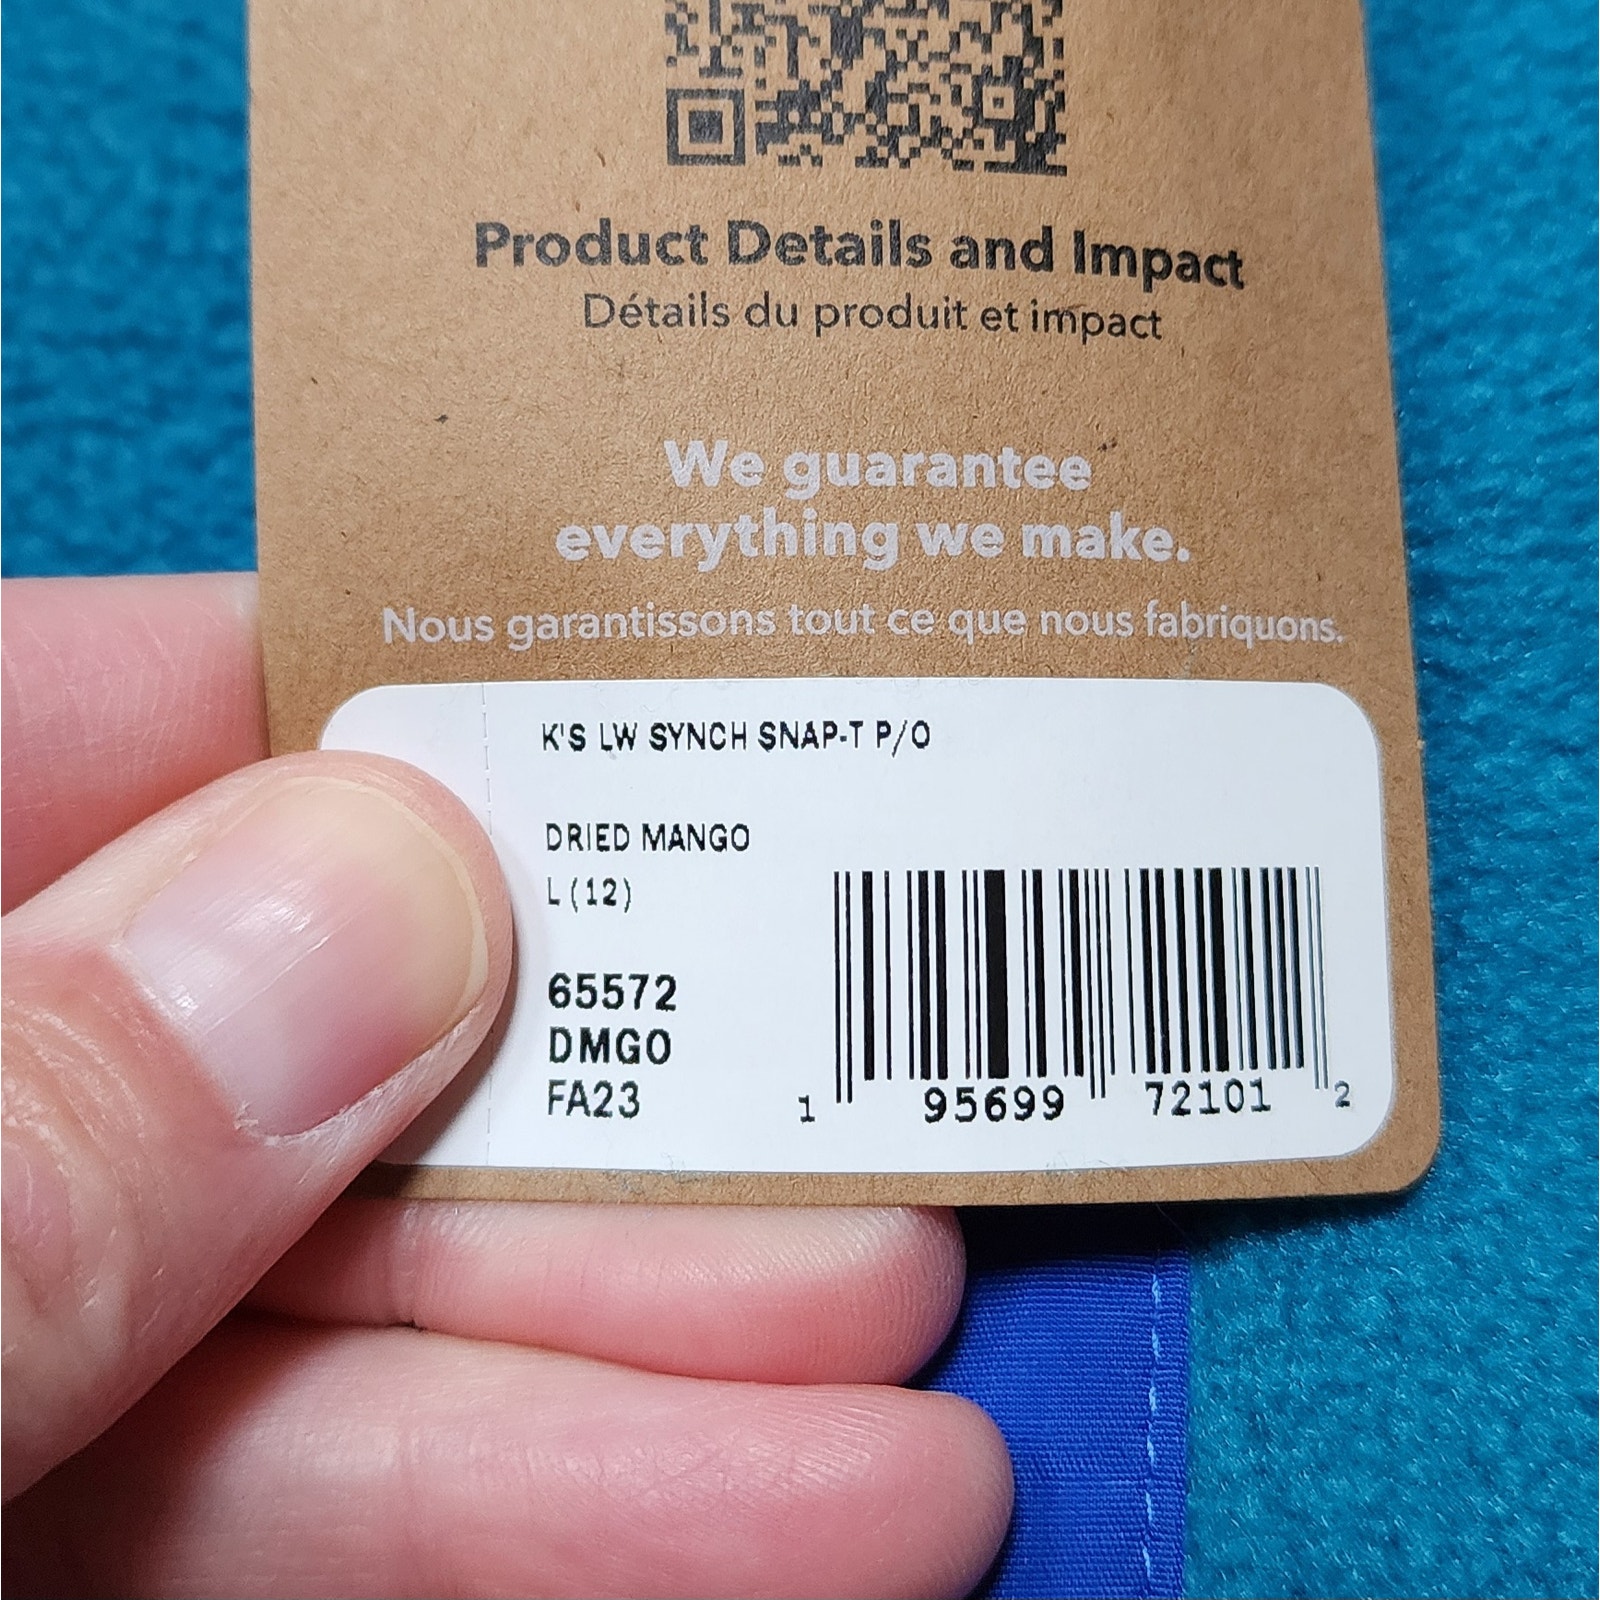 Product Details and Impact
Détails du produit et impact
We guarantee
everything we make.
Nous garantissons tout ce que nous fabriquons.
K'S LW SYNCH SNAP-T P/O
DRIED MANGO
L (12)
65572
DMGO
FA23
1 95699 72101 2